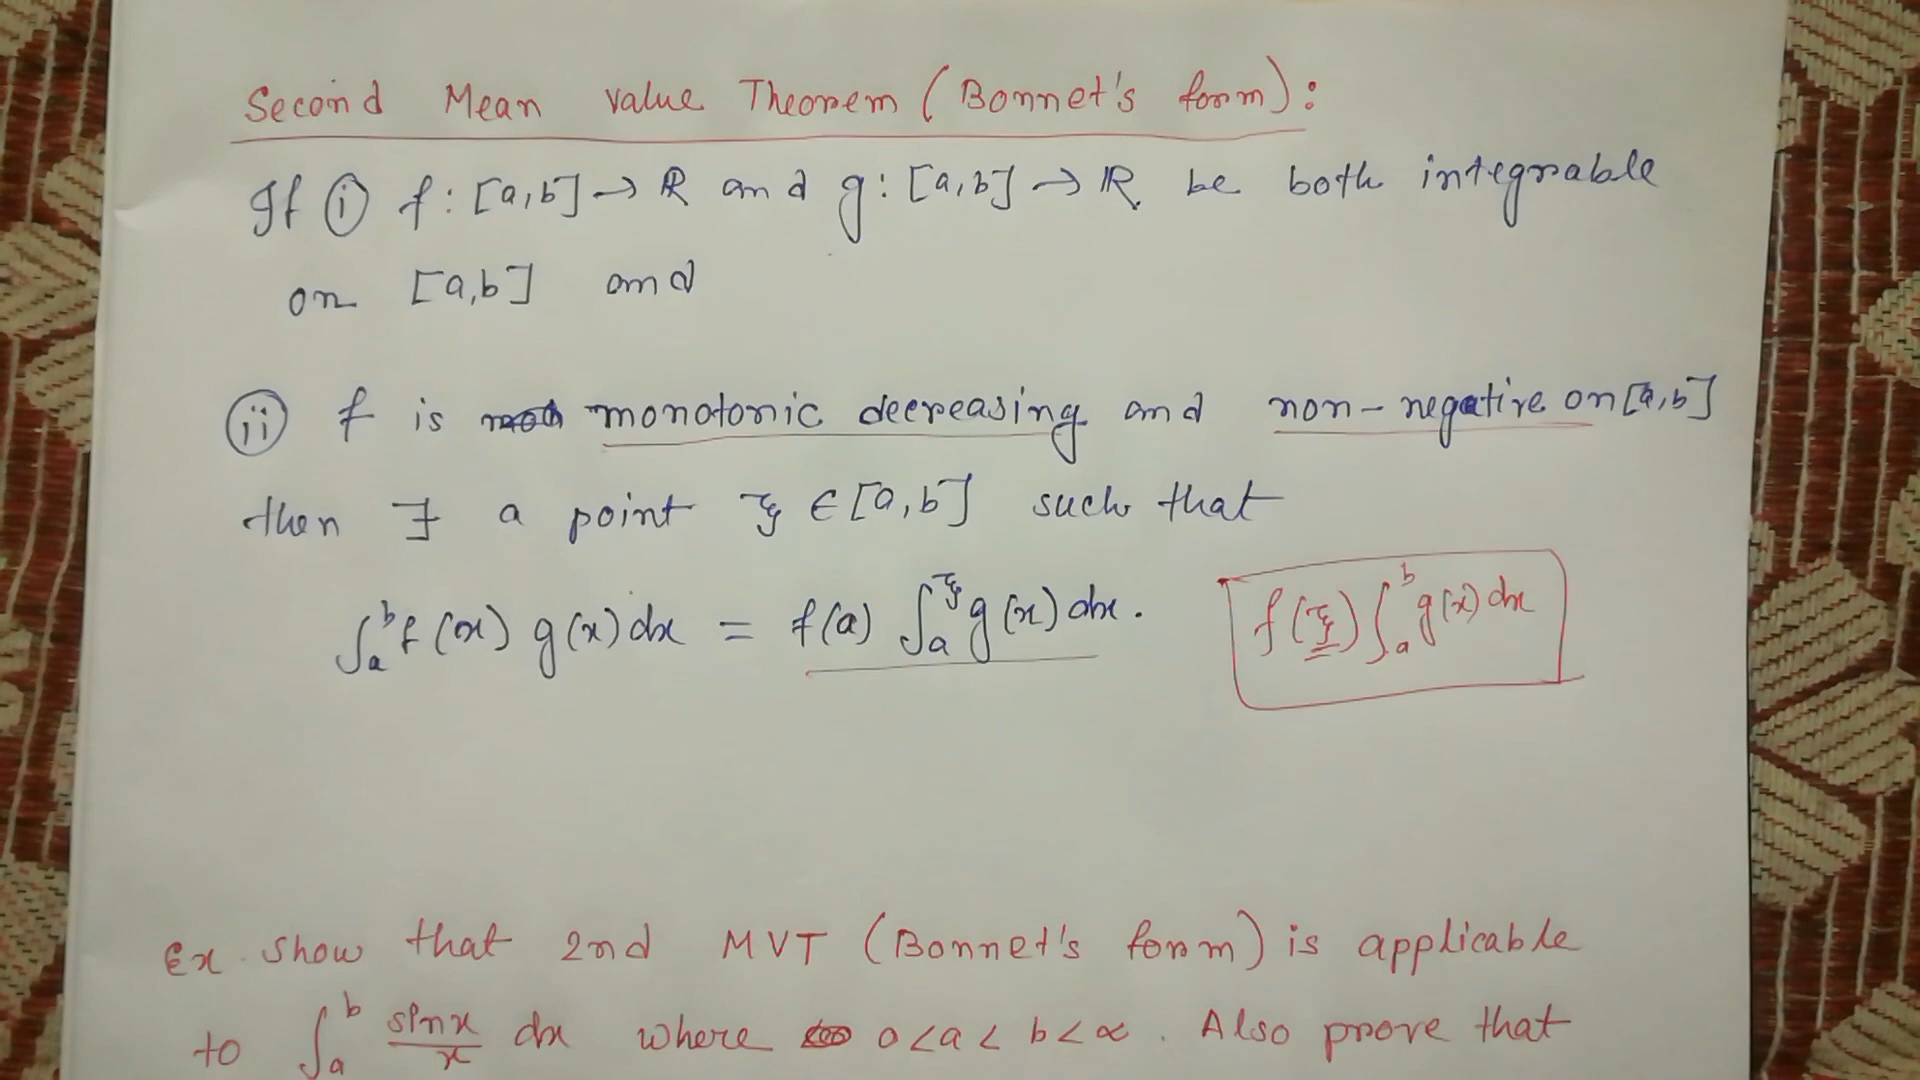 Second Mean value Theorem (Bonnet's form):
If (i) f: [a,b] → ℝ and g: [a,b] → ℝ be both integrable
on [a,b] and
(ii) f is monotonic decreasing and non-negative on [a,b]
then ∃ a point ξ ∈ [a,b] such that
∫_a^b f(x) g(x) dx = f(a) ∫_a^ξ g(x) dx. f(ξ) ∫_a^b g(x) dx
Ex. Show that 2nd MVT (Bonnet's form) is applicable
to ∫_a^b sinx/x dx where 0<a<b<∞. Also prove that